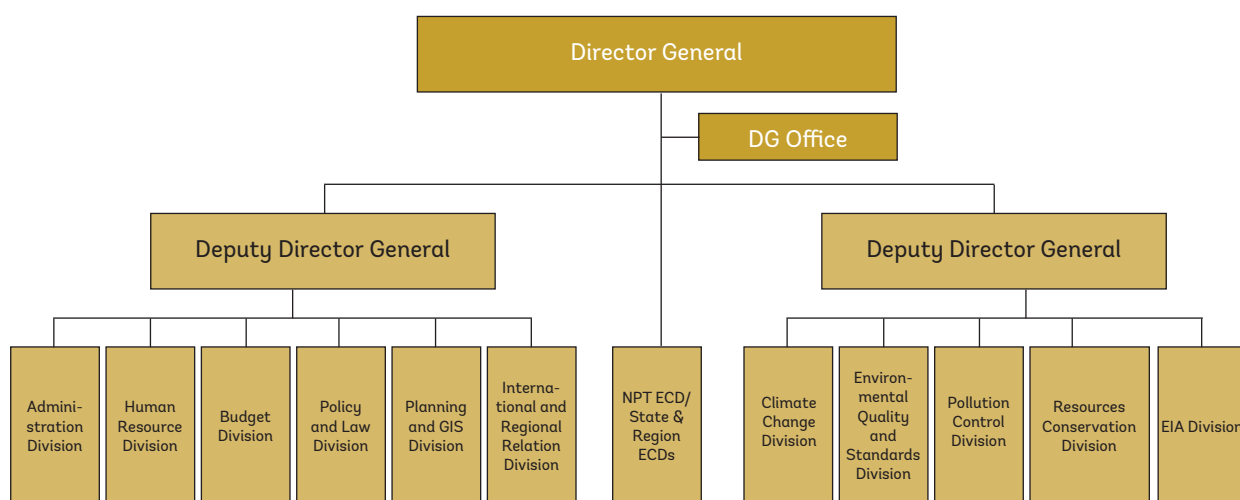 Director General
DG Office
Deputy Director General
Deputy Director General
Admini-
stration
Division
Human
Resource
Division
Budget
Division
Policy
and Law
Division
Planning
and GIS
Division
Interna-
tional and
Regional
Relation
Division
NPT ECD/
State &
Region
ECDs
Climate
Change
Division
Environ-
mental
Quality
and
Standards
Division
Pollution
Control
Division
Resources
Conservation
Division
EIA Division